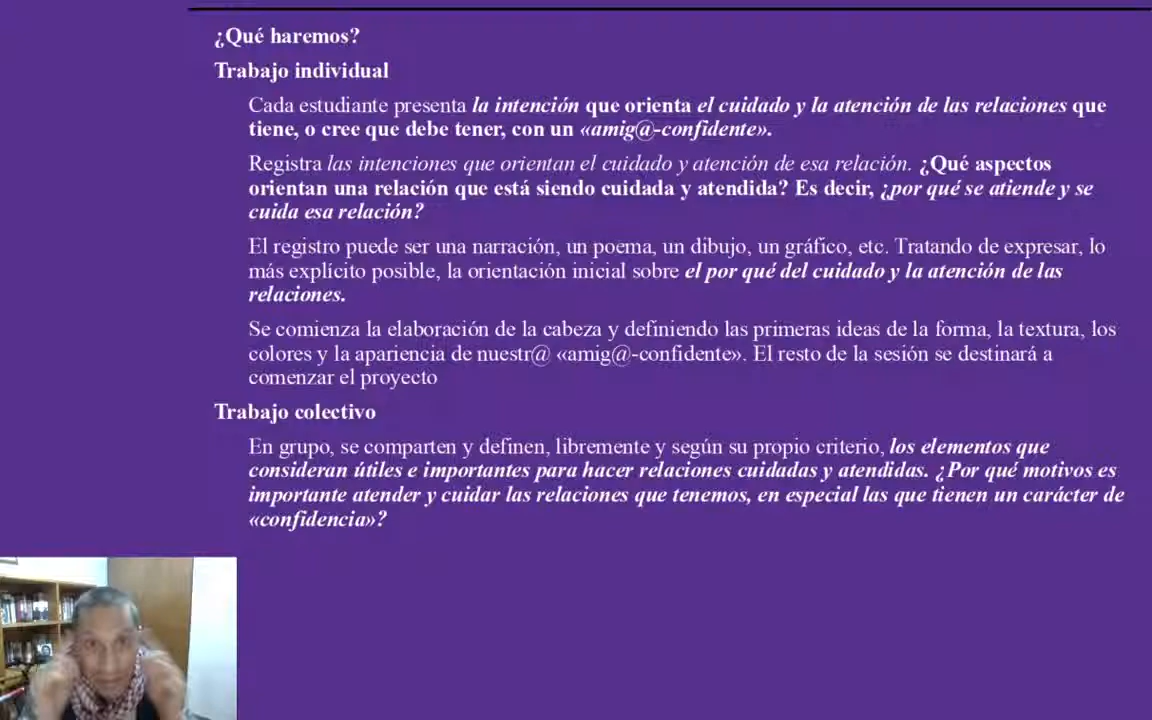 ¿Qué haremos?
Trabajo individual
Cada estudiante presenta la intención que orienta el cuidado y la atención de las relaciones que
tiene, o cree que debe tener, con un «amig@-confidente».
Registra las intenciones que orientan el cuidado y atención de esa relación. ¿Qué aspectos
orientan una relación que está siendo cuidada y atendida? Es decir, ¿por qué se atiende y se
cuida esa relación?
El registro puede ser una narración, un poema, un dibujo, un gráfico, etc. Tratando de expresar, lo
más explícito posible, la orientación inicial sobre el por qué del cuidado y la atención de las
relaciones.
Se comienza la elaboración de la cabeza y definiendo las primeras ideas de la forma, la textura, los
colores y la apariencia de nuestr@ «amig@-confidente». El resto de la sesión se destinará a
comenzar el proyecto
Trabajo colectivo
En grupo, se comparten y definen, libremente y según su propio criterio, los elementos que
consideran útiles e importantes para hacer relaciones cuidadas y atendidas. ¿Por qué motivos es
importante atender y cuidar las relaciones que tenemos, en especial las que tienen un carácter de
«confidencia»?